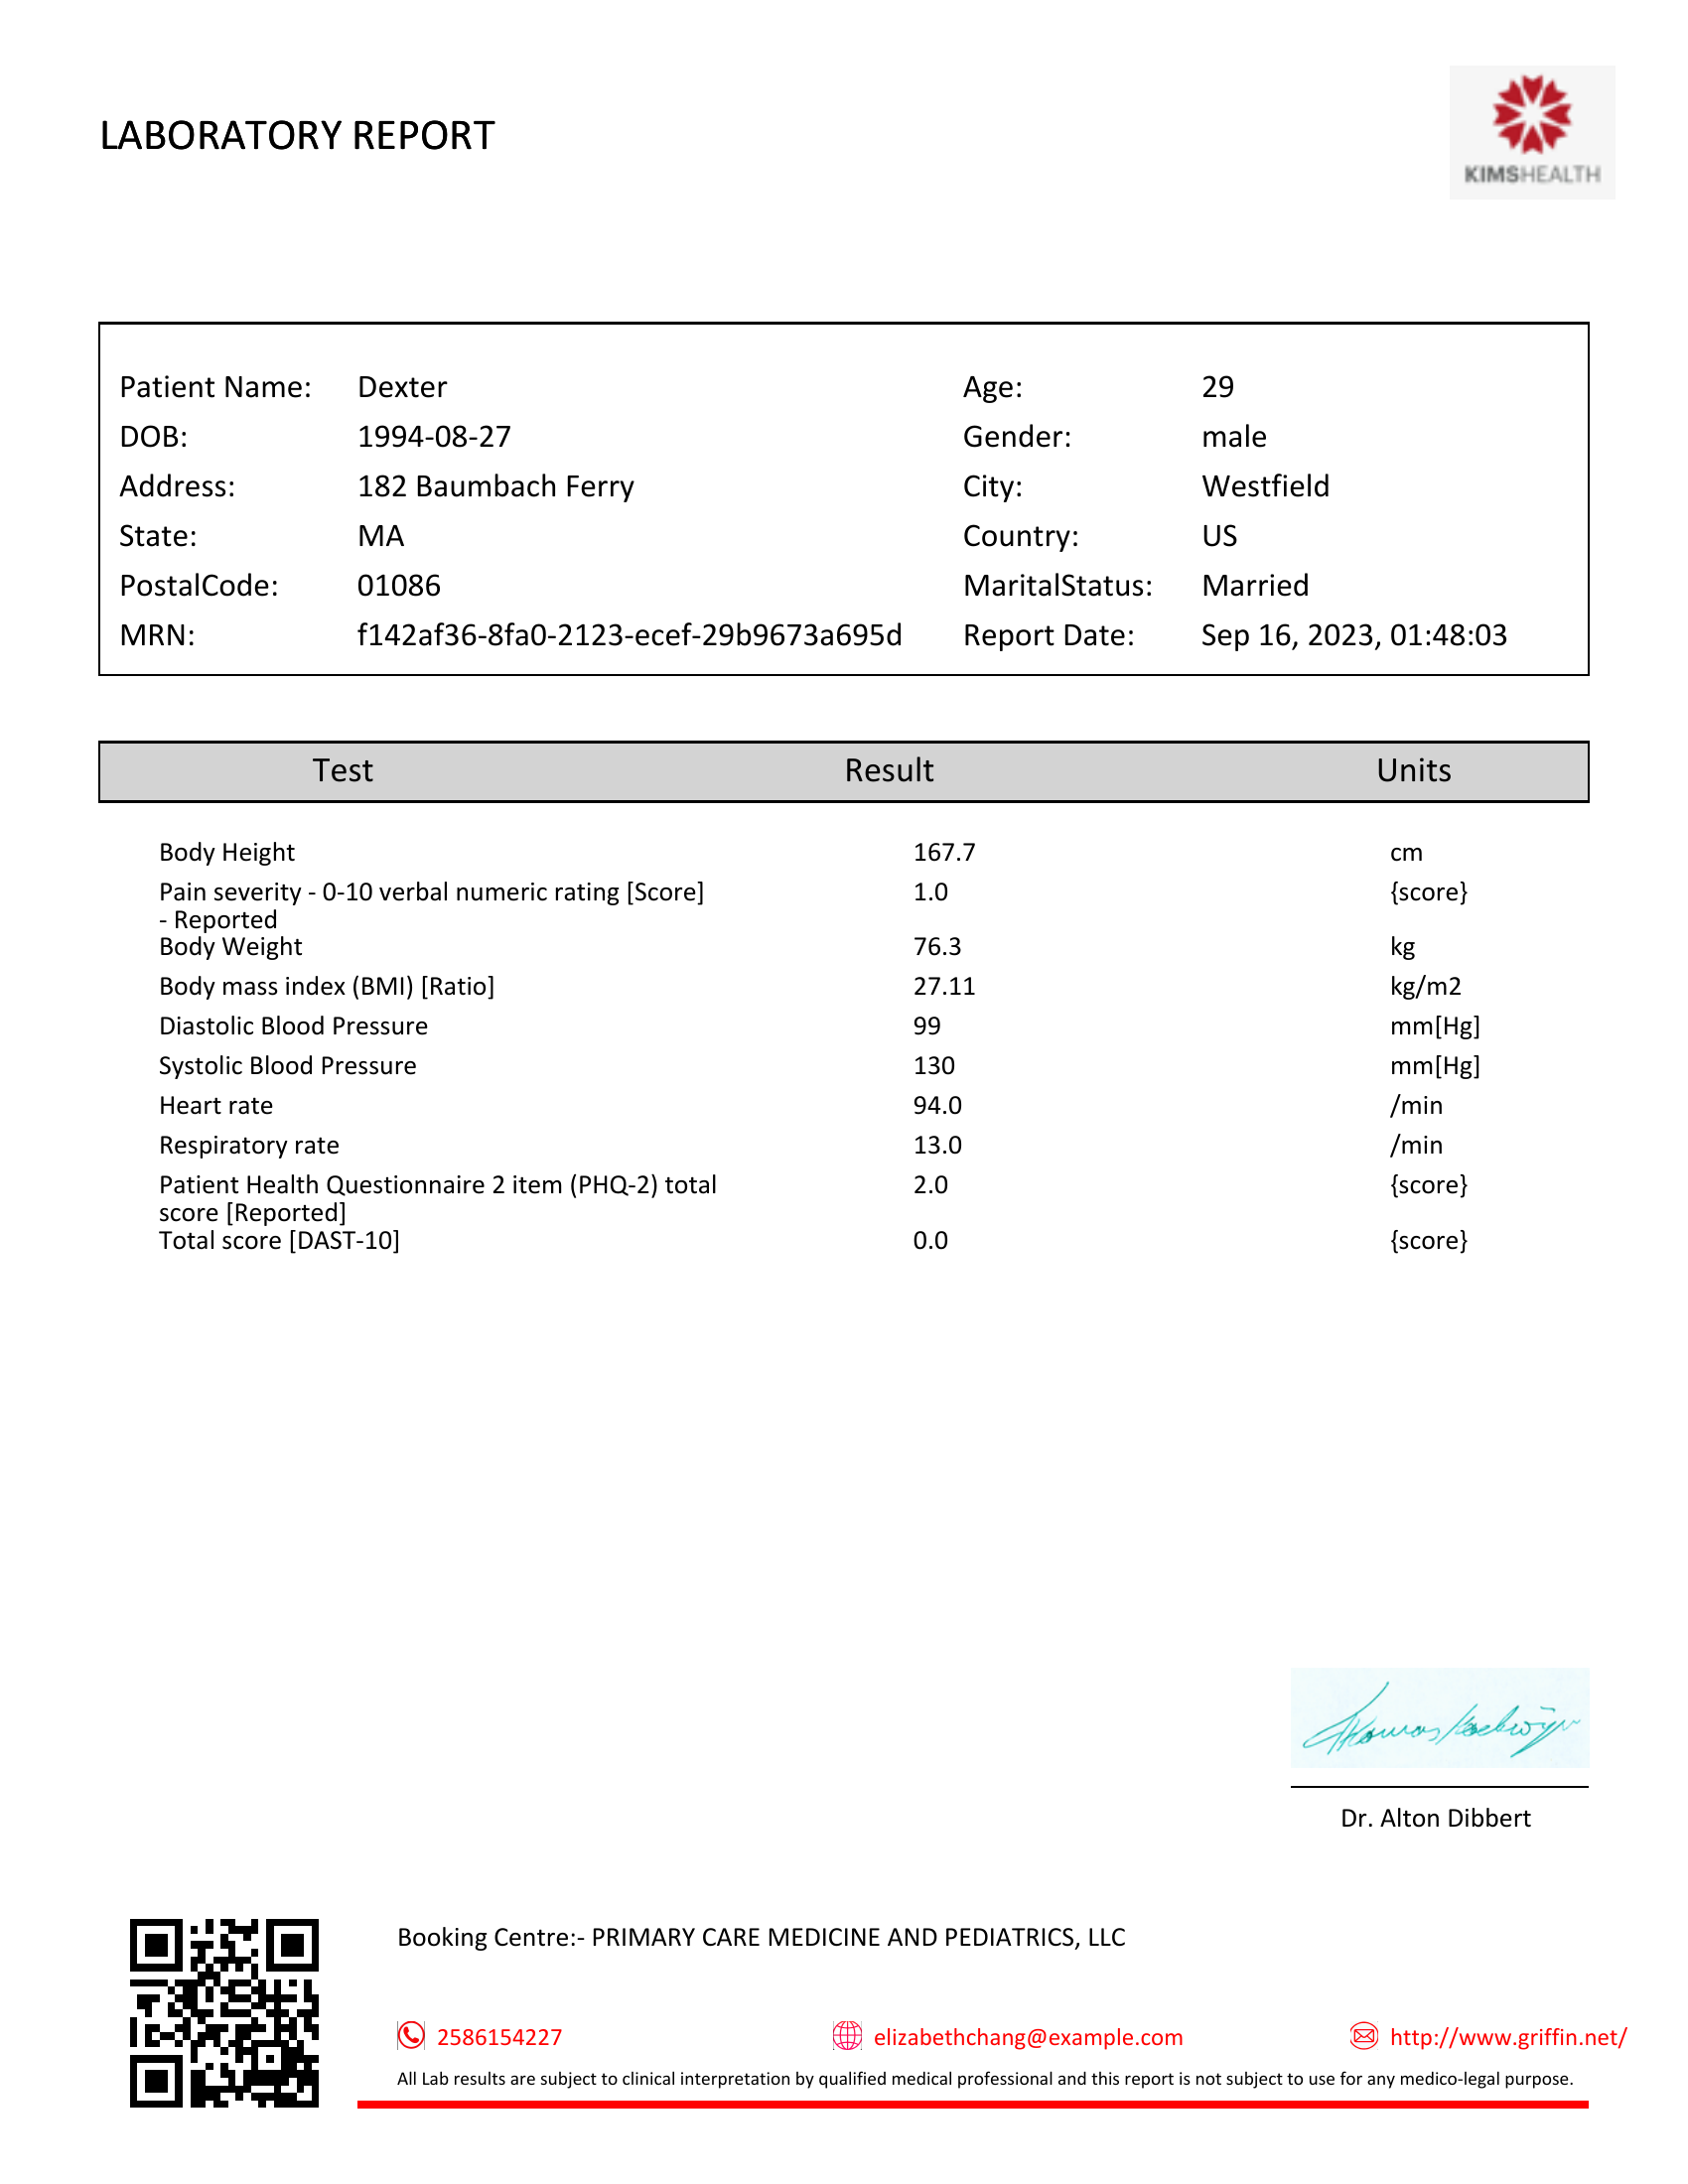 LABORATORY REPORT
KIMSHEALTH
Patient Name: Dexter Age: 29
DOB: 1994-08-27 Gender: male
Address: 182 Baumbach Ferry City: Westfield
State: MA Country: US
PostalCode: 01086 MaritalStatus: Married
MRN: f142af36-8fa0-2123-ecef-29b9673a695d Report Date: Sep 16, 2023, 01:48:03
Test Result Units
Body Height 167.7 cm
Pain severity - 0-10 verbal numeric rating [Score] 1.0 {score}
- Reported
Body Weight 76.3 kg
Body mass index (BMI) [Ratio] 27.11 kg/m2
Diastolic Blood Pressure 99 mm[Hg]
Systolic Blood Pressure 130 mm[Hg]
Heart rate 94.0 /min
Respiratory rate 13.0 /min
Patient Health Questionnaire 2 item (PHQ-2) total 2.0 {score}
score [Reported]
Total score [DAST-10] 0.0 {score}
Dr. Alton Dibbert
Booking Centre:- PRIMARY CARE MEDICINE AND PEDIATRICS, LLC
2586154227 elizabethchang@example.com http://www.griffin.net/
All Lab results are subject to clinical interpretation by qualified medical professional and this report is not subject to use for any medico-legal purpose.